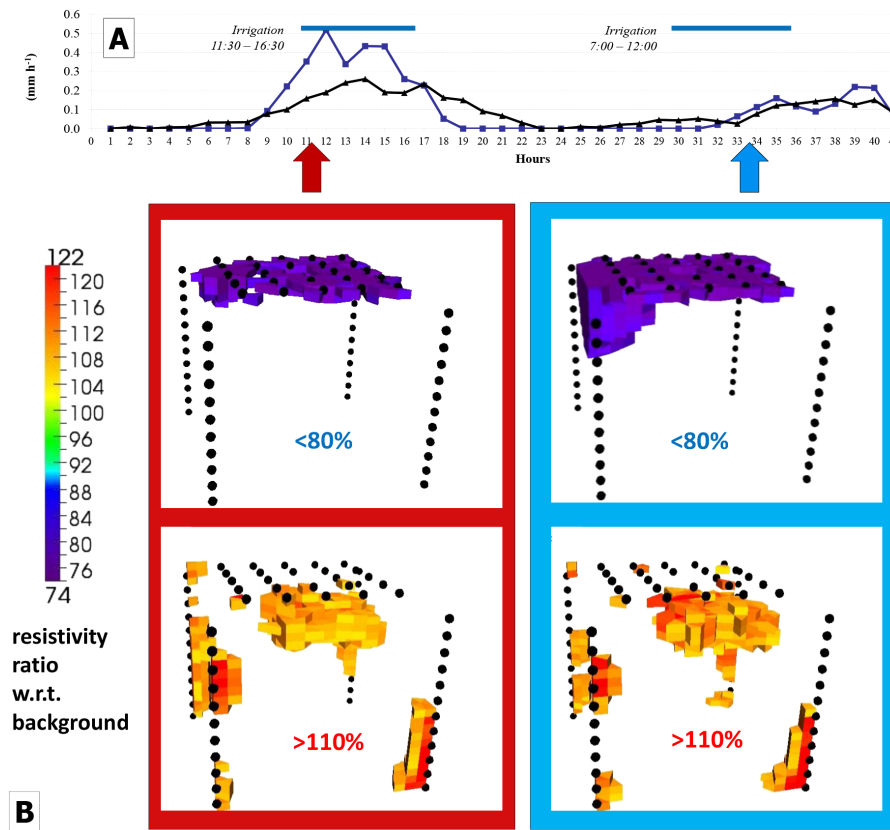 A
0.6
0.5
0.4
0.3
0.2
0.1
0.0
(mm h⁻¹)
Irrigation
11:30 – 16:30
Irrigation
7:00 – 12:00
0 1 2 3 4 5 6 7 8 9 10 11 12 13 14 15 16 17 18 19 20 21 22 23 24 25 26 27 28 29 30 31 32 33 34 35 36 37 38 39 40
Hours
122
120
116
112
108
104
100
96
92
88
84
80
76
74
resistivity
ratio
w.r.t.
background
<80%
<80%
>110%
>110%
B